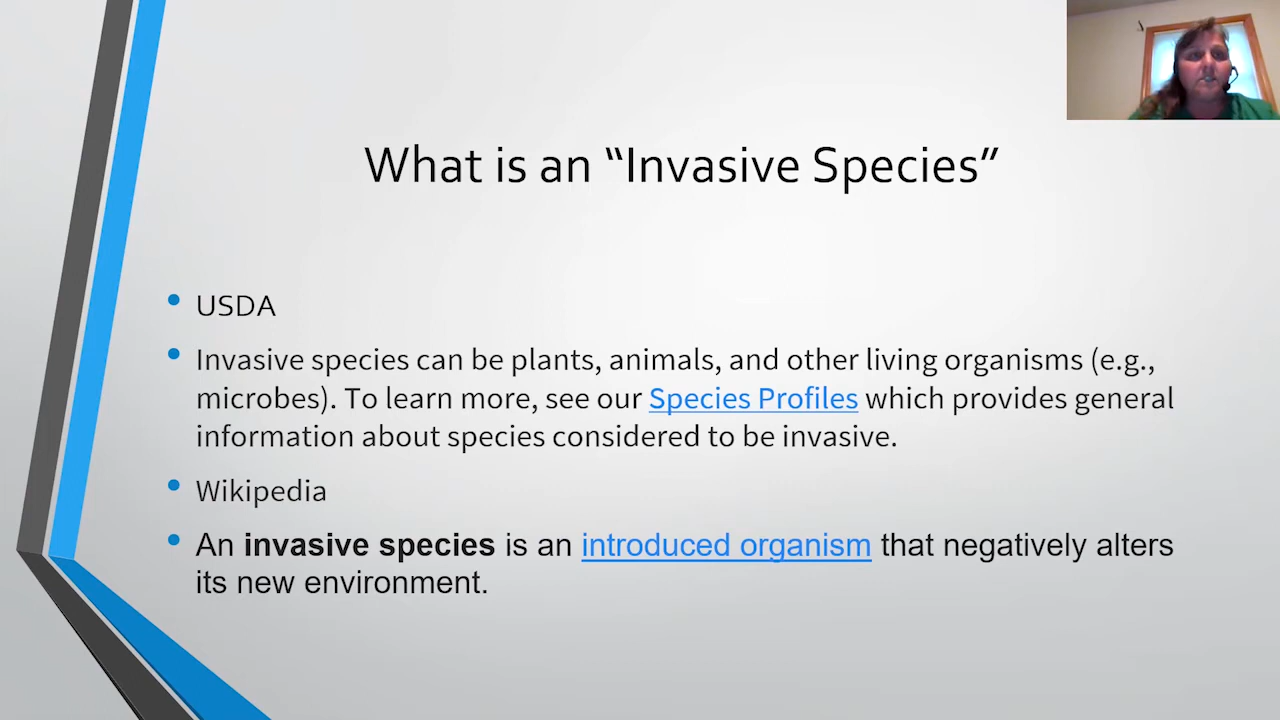 What is an “Invasive Species”
• USDA
• Invasive species can be plants, animals, and other living organisms (e.g.,
microbes). To learn more, see our Species Profiles which provides general
information about species considered to be invasive.
• Wikipedia
• An invasive species is an introduced organism that negatively alters
its new environment.